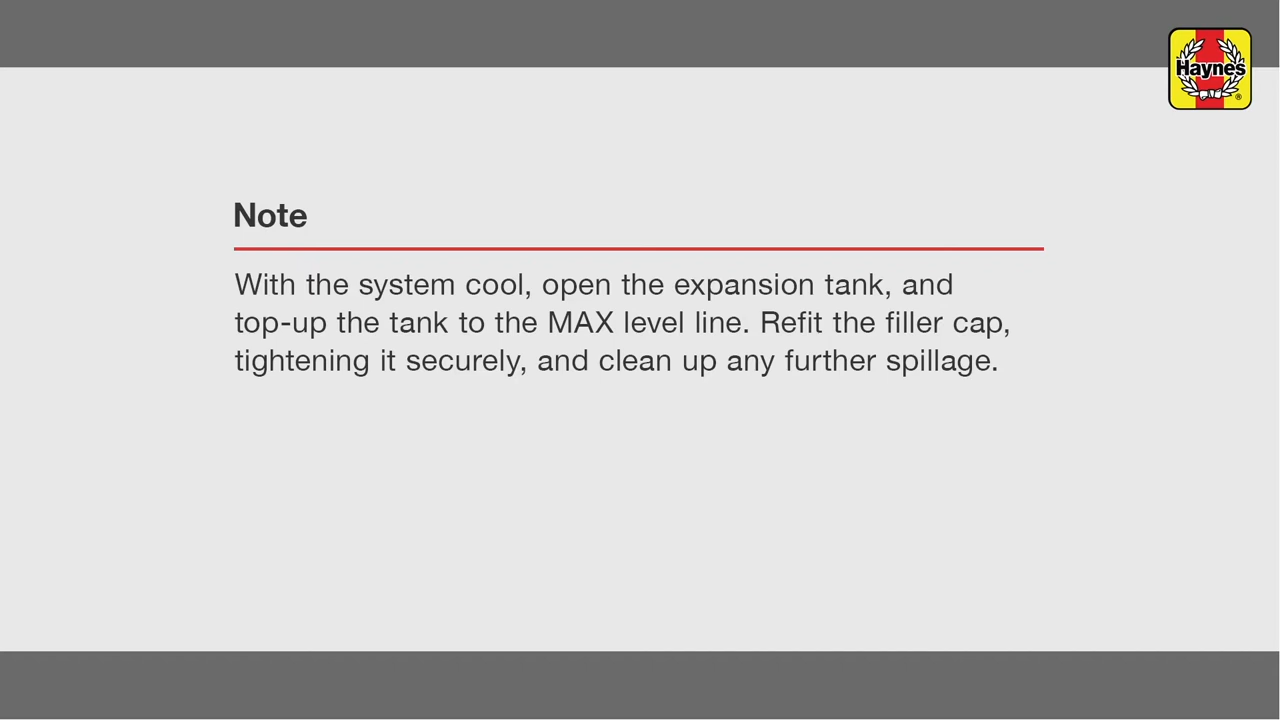 Haynes
®
Note
With the system cool, open the expansion tank, and
top-up the tank to the MAX level line. Refit the filler cap,
tightening it securely, and clean up any further spillage.